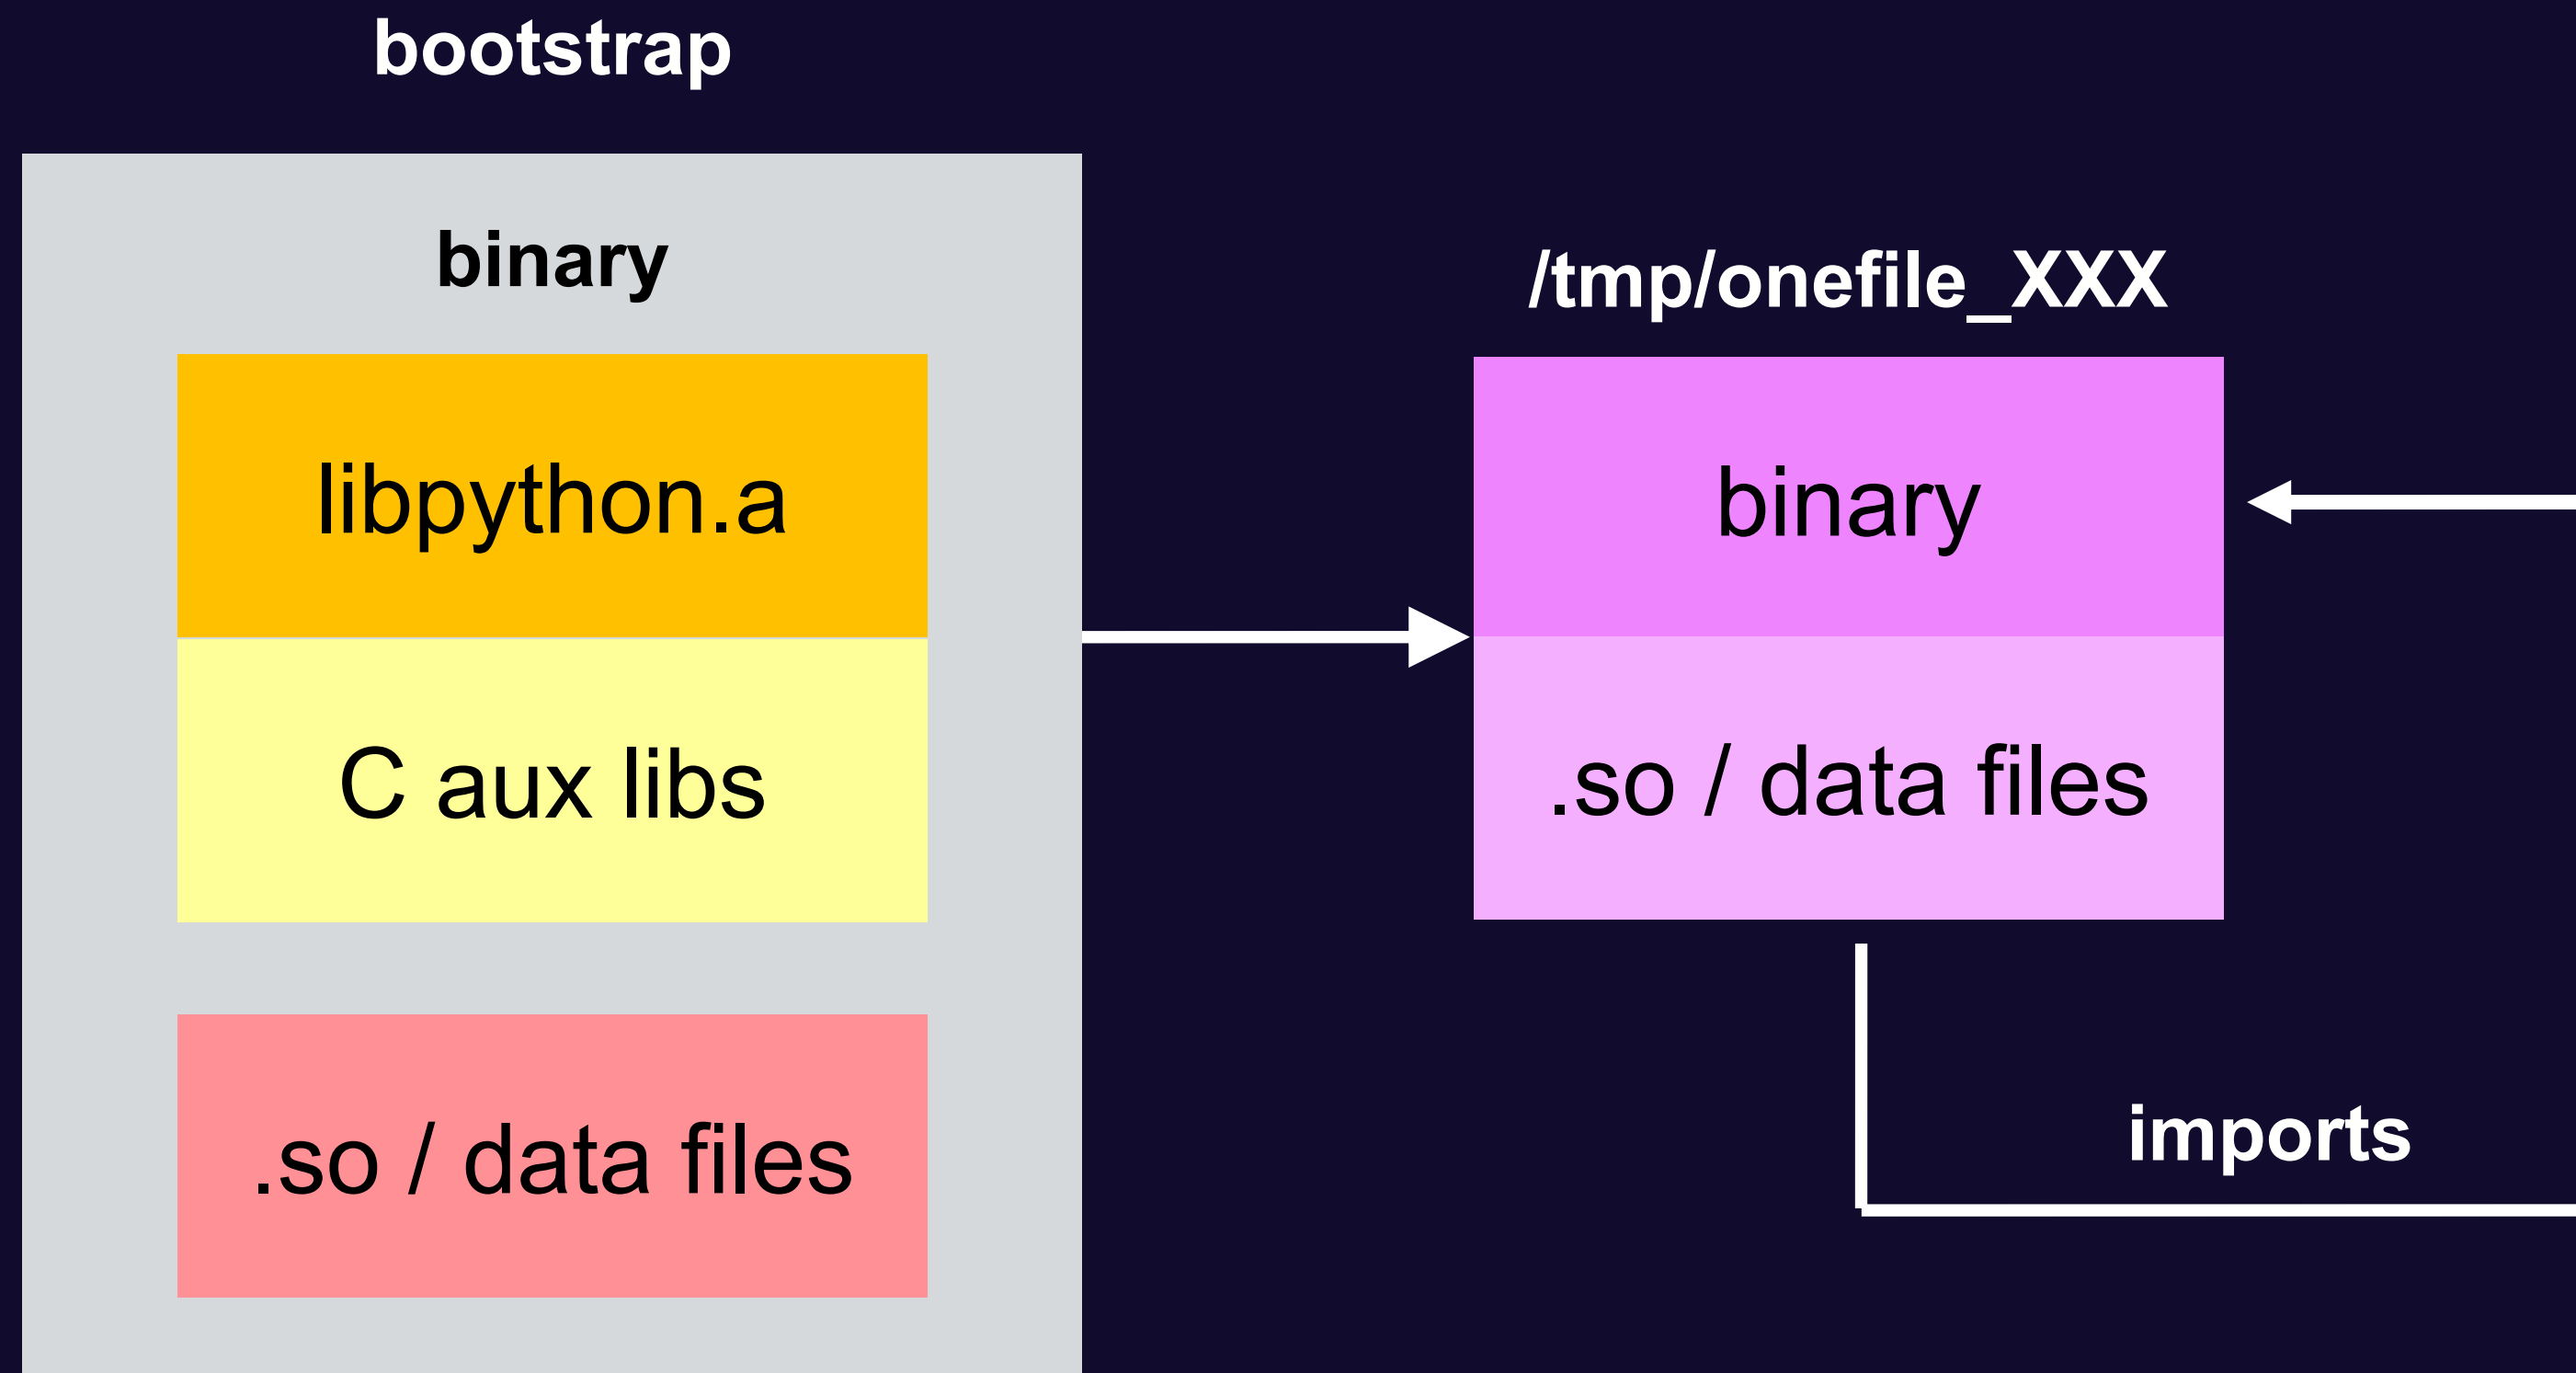 bootstrap
binary
libpython.a
C aux libs
.so / data files
/tmp/onefile_XXX
binary
.so / data files
imports